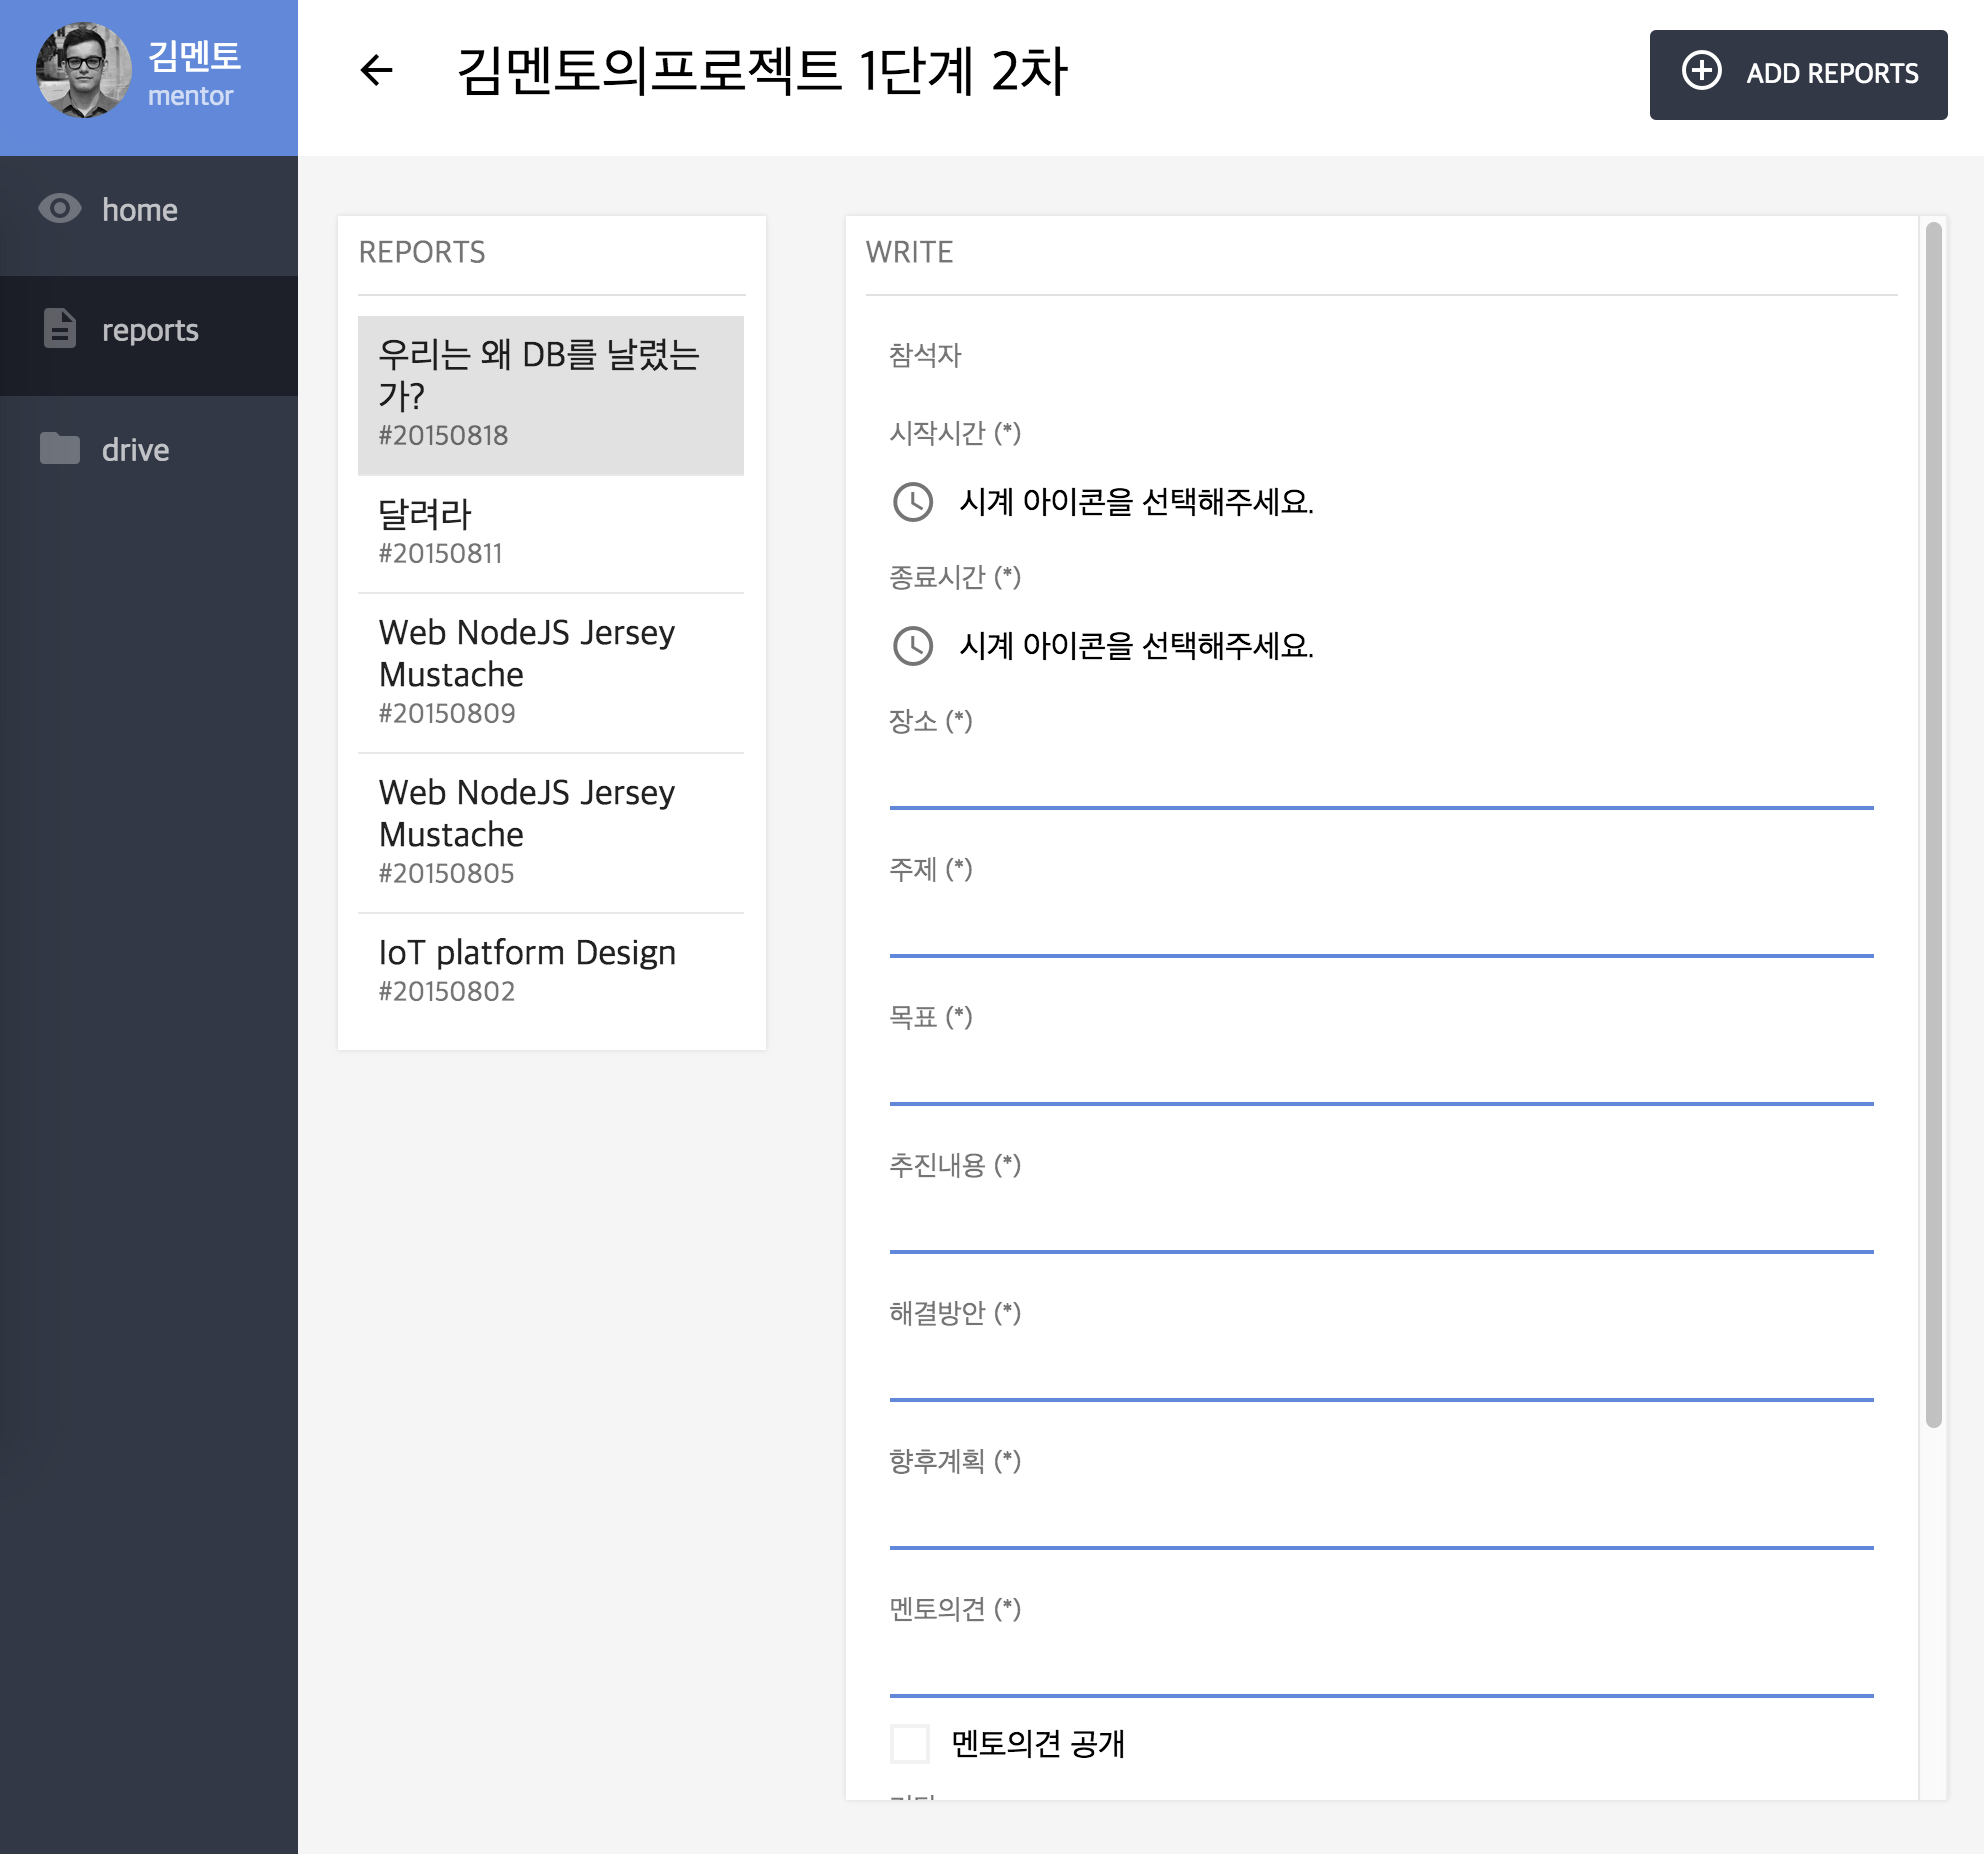 김멘토
mentor
home
reports
drive
김멘토의프로젝트 1단계 2차
ADD REPORTS
REPORTS
우리는 왜 DB를 날렸는
가?
#20150818
달려라
#20150811
Web NodeJS Jersey
Mustache
#20150809
Web NodeJS Jersey
Mustache
#20150805
IoT platform Design
#20150802
WRITE
참석자
시작시간 (*)
시계 아이콘을 선택해주세요.
종료시간 (*)
시계 아이콘을 선택해주세요.
장소 (*)
주제 (*)
목표 (*)
추진내용 (*)
해결방안 (*)
향후계획 (*)
멘토의견 (*)
멘토의견 공개